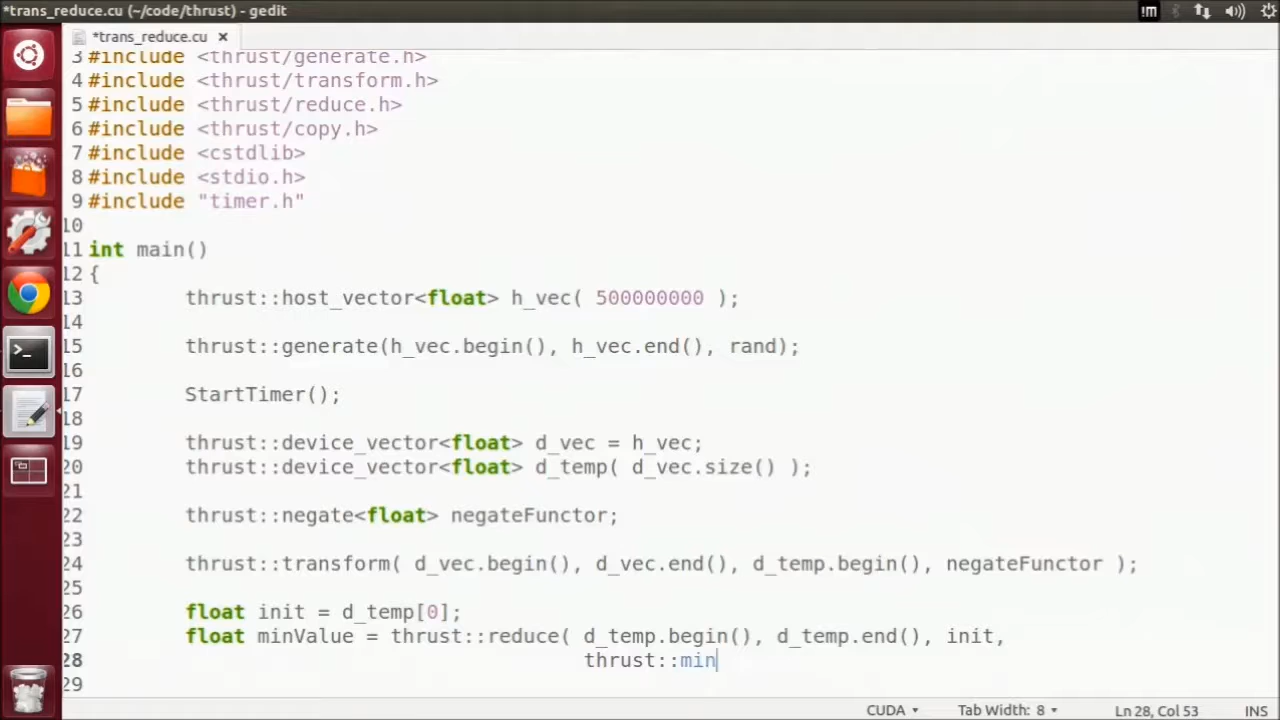 *trans_reduce.cu (~/code/thrust) - gedit
*trans_reduce.cu ×
3 #include <thrust/generate.h>
4 #include <thrust/transform.h>
5 #include <thrust/reduce.h>
6 #include <thrust/copy.h>
7 #include <cstdlib>
8 #include <stdio.h>
9 #include "timer.h"
10
11 int main()
12 {
13 thrust::host_vector<float> h_vec( 500000000 );
14
15 thrust::generate(h_vec.begin(), h_vec.end(), rand);
16
17 StartTimer();
18
19 thrust::device_vector<float> d_vec = h_vec;
20 thrust::device_vector<float> d_temp( d_vec.size() );
21
22 thrust::negate<float> negateFunctor;
23
24 thrust::transform( d_vec.begin(), d_vec.end(), d_temp.begin(), negateFunctor );
25
26 float init = d_temp[0];
27 float minValue = thrust::reduce( d_temp.begin(), d_temp.end(), init,
28 thrust::min
29
CUDA Tab Width: 8 Ln 28, Col 53 INS